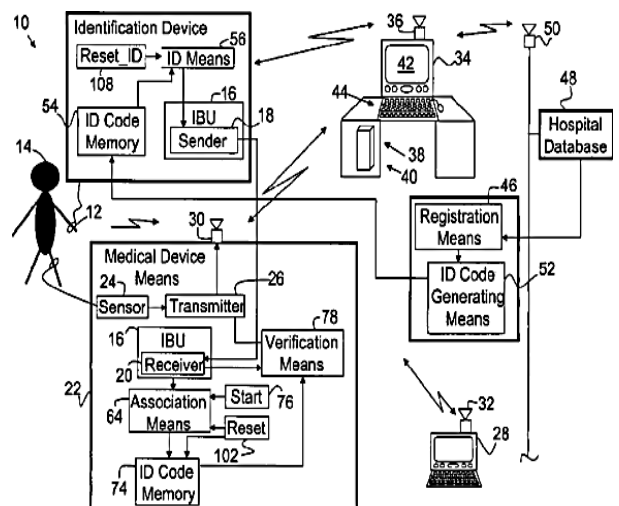 10
Identification Device
Reset_ID
ID Means
56
108
54
ID Code
Memory
16
IBU
18
Sender
14
12
36
42
34
44
38
40
50
48
Hospital
Database
46
Registration
Means
ID Code
Generating
Means
52
30
Medical Device
Means
24
Sensor
Transmitter
26
78
16
IBU
20
Receiver
Verification
Means
22
64
Association
Means
Start
76
Reset
102
74
ID Code
Memory
32
28